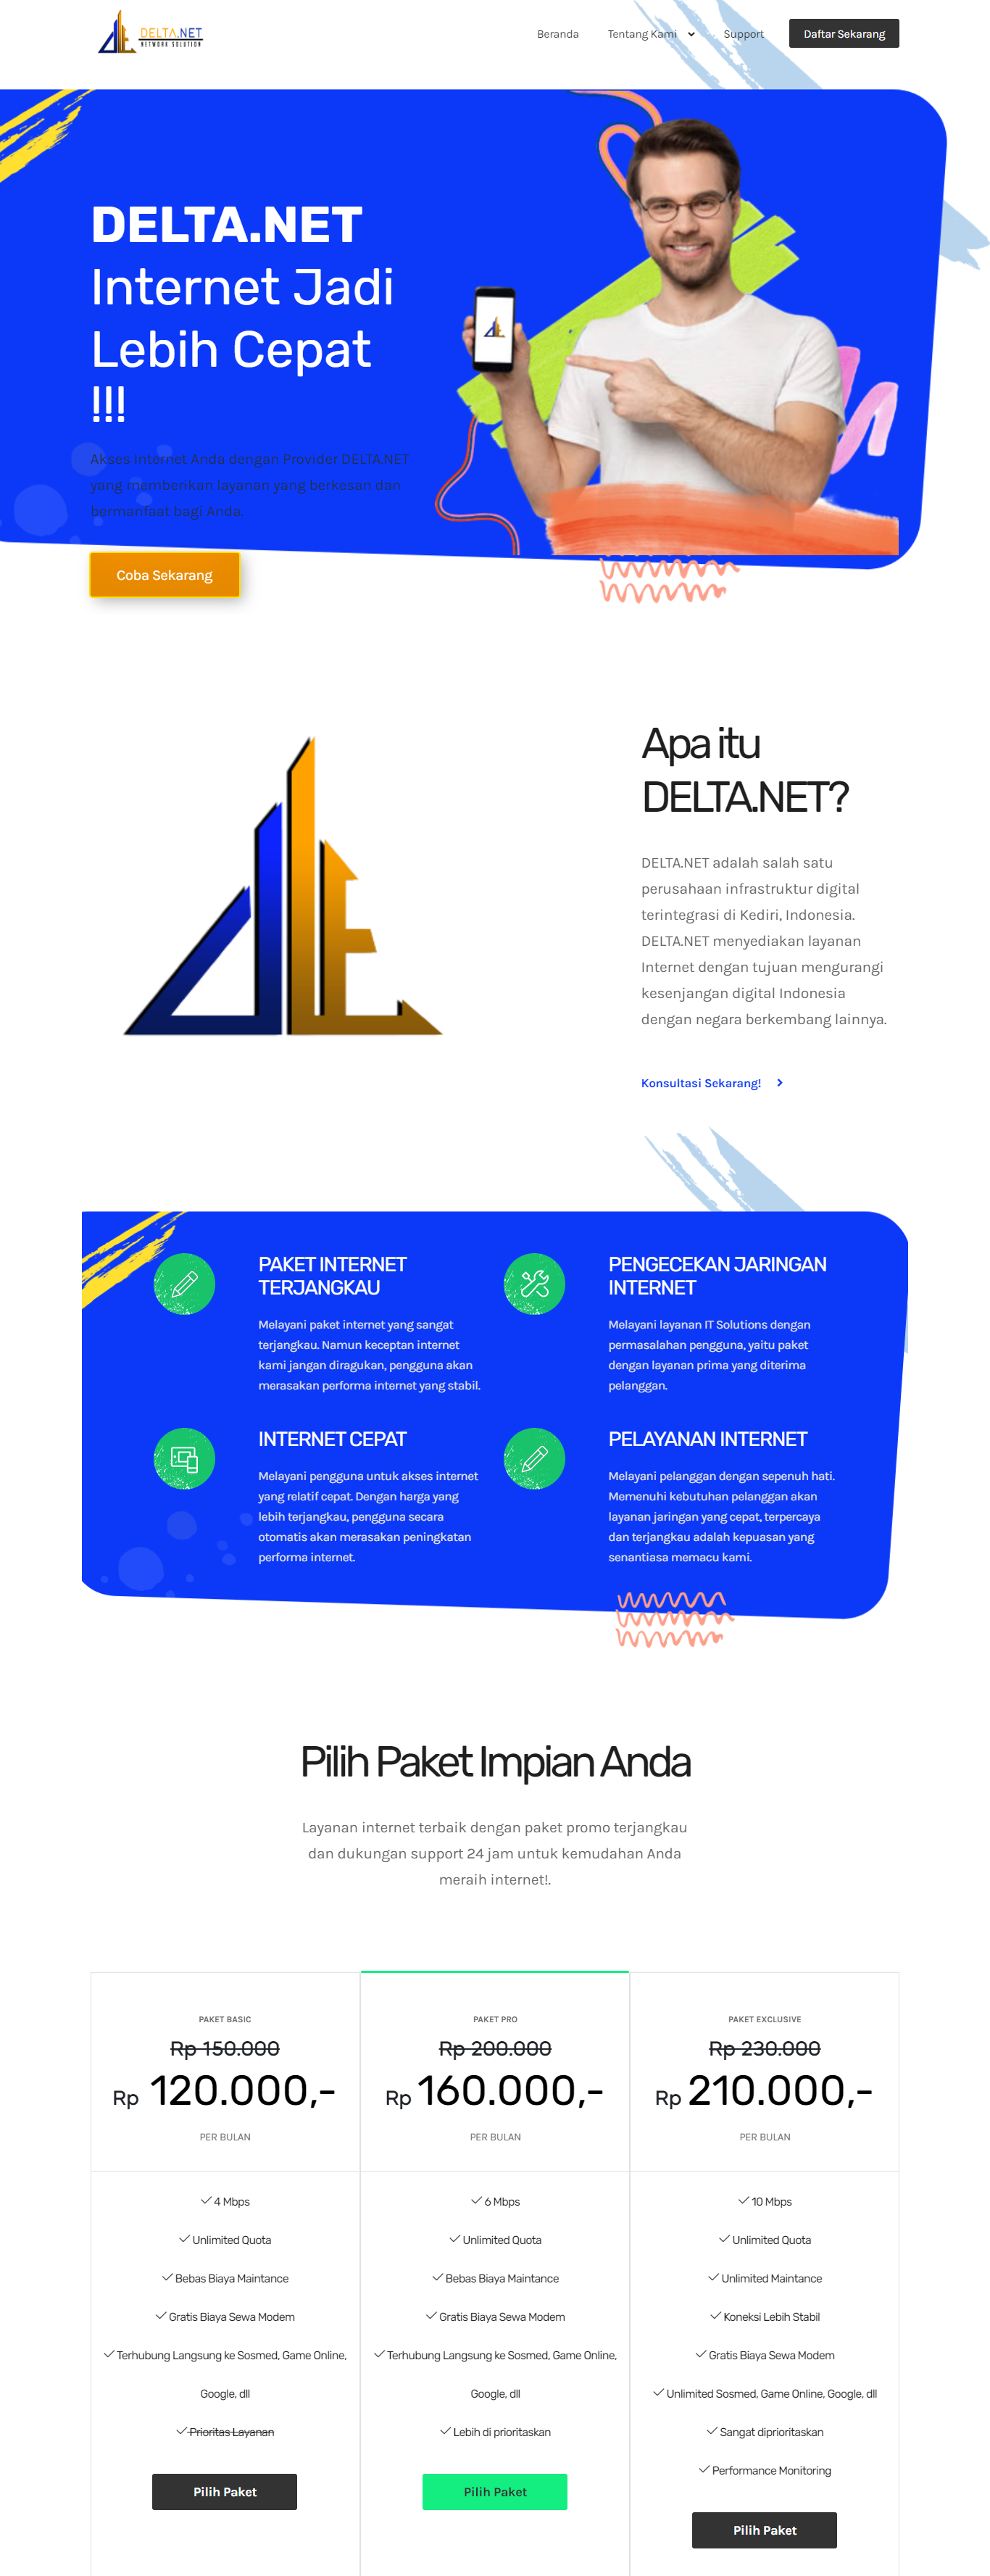 DELTA.NET
NETWORK SOLUTION
Beranda
Tentang Kami
Support
Daftar Sekarang
DELTA.NET
Internet Jadi
Lebih Cepat
!!!
Akses Internet Anda dengan Provider DELTA.NET
yang memberikan layanan yang berkesan dan
bermanfaat bagi Anda.
Coba Sekarang
Apa itu
DELTA.NET?
DELTA.NET adalah salah satu
perusahaan infrastruktur digital
terintegrasi di Kediri, Indonesia.
DELTA.NET menyediakan layanan
Internet dengan tujuan mengurangi
kesenjangan digital Indonesia
dengan negara berkembang lainnya.
Konsultasi Sekarang!
PAKET INTERNET
TERJANGKAU
Melayani paket internet yang sangat
terjangkau. Namun keceptan internet
kami jangan diragukan, pengguna akan
merasakan performa internet yang stabil.
PENGECEKAN JARINGAN
INTERNET
Melayani layanan IT Solutions dengan
permasalahan pengguna, yaitu paket
dengan layanan prima yang diterima
pelanggan.
INTERNET CEPAT
Melayani pengguna untuk akses internet
yang relatif cepat. Dengan harga yang
lebih terjangkau, pengguna secara
otomatis akan merasakan peningkatan
performa internet.
PELAYANAN INTERNET
Melayani pelanggan dengan sepenuh hati.
Memenuhi kebutuhan pelanggan akan
layanan jaringan yang cepat, terpercaya
dan terjangkau adalah kepuasan yang
senantiasa memacu kami.
Pilih Paket Impian Anda
Layanan internet terbaik dengan paket promo terjangkau
dan dukungan support 24 jam untuk kemudahan Anda
meraih internet!.
PAKET BASIC
Rp 150.000
Rp 120.000,-
PER BULAN
4 Mbps
Unlimited Quota
Bebas Biaya Maintance
Gratis Biaya Sewa Modem
Terhubung Langsung ke Sosmed, Game Online,
Google, dll
Prioritas Layanan
Pilih Paket
PAKET PRO
Rp 200.000
Rp 160.000,-
PER BULAN
6 Mbps
Unlimited Quota
Bebas Biaya Maintance
Gratis Biaya Sewa Modem
Terhubung Langsung ke Sosmed, Game Online,
Google, dll
Lebih di prioritaskan
Pilih Paket
PAKET EXCLUSIVE
Rp 230.000
Rp 210.000,-
PER BULAN
10 Mbps
Unlimited Quota
Unlimited Maintance
Koneksi Lebih Stabil
Gratis Biaya Sewa Modem
Unlimited Sosmed, Game Online, Google, dll
Sangat diprioritaskan
Performance Monitoring
Pilih Paket